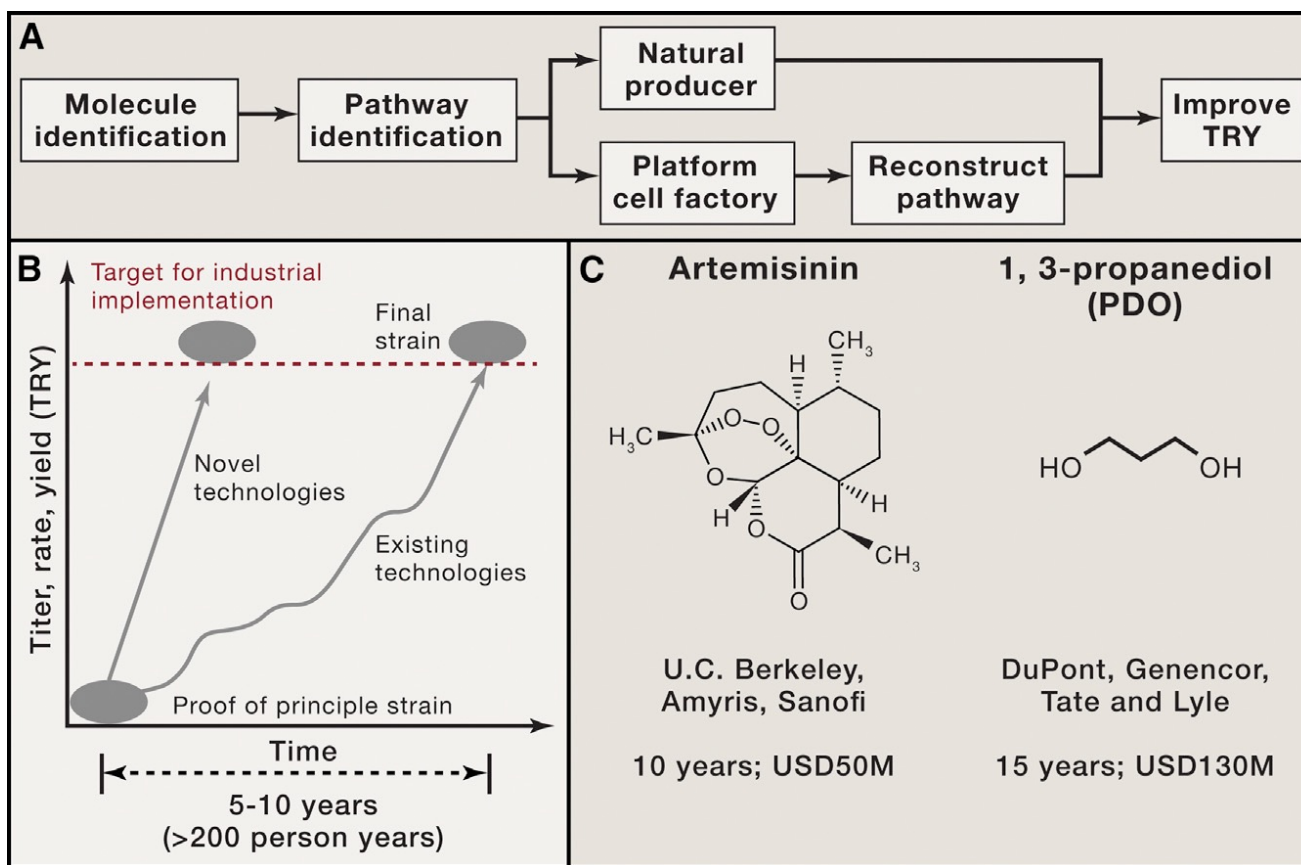 A
Molecule
identification
Pathway
identification
Natural
producer
Platform
cell factory
Reconstruct
pathway
Improve
TRY
B
Target for industrial
implementation
Final
strain
Titer, rate, yield (TRY)
Novel
technologies
Existing
technologies
Proof of principle strain
Time
5-10 years
(>200 person years)
C
Artemisinin
CH₃
H
H₃C
O
O
O
H
H
O
CH₃
O
U.C. Berkeley,
Amyris, Sanofi
10 years; USD50M
1, 3-propanediol
(PDO)
HO
OH
DuPont, Genencor,
Tate and Lyle
15 years; USD130M